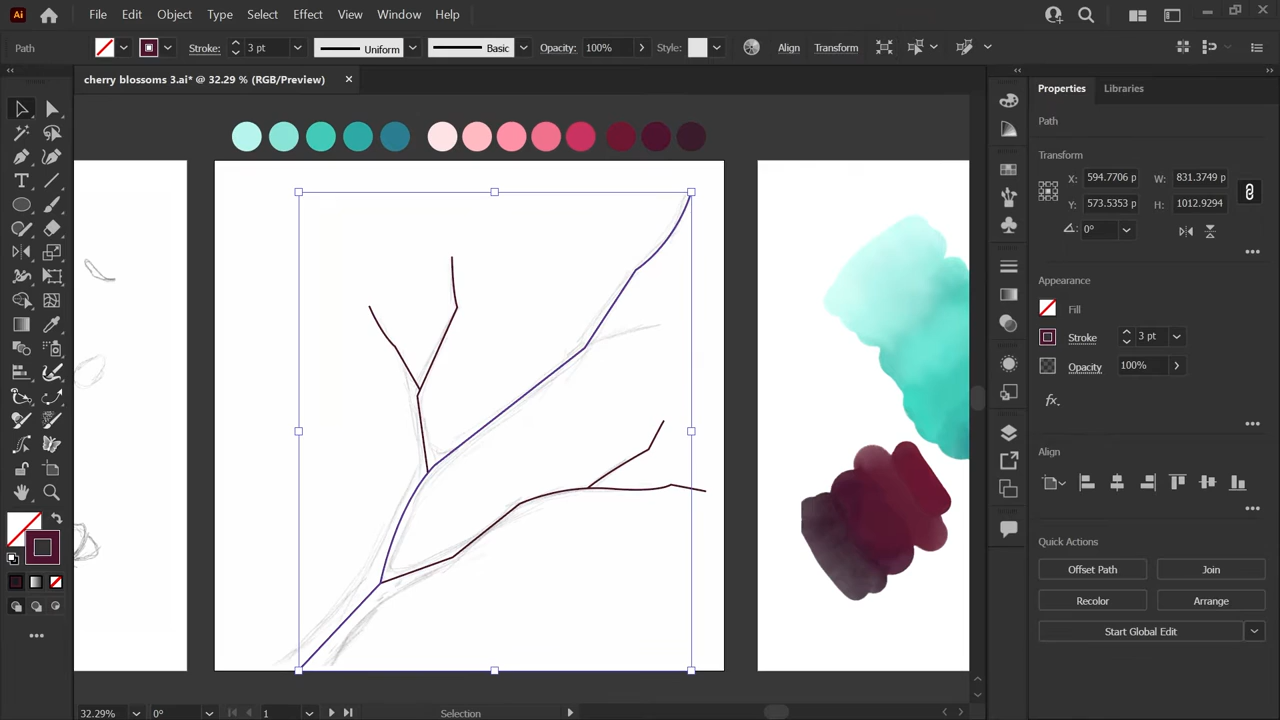 Ai File Edit Object Type Select Effect View Window Help
Path Stroke: 3 pt Uniform Basic Opacity: 100% Style: Align Transform
cherry blossoms 3.ai* @ 32.29 % (RGB/Preview)
Properties Libraries
Path
Transform
X: 594.7706 p W: 831.3749 p
Y: 573.5353 p H: 1012.9294
0°
Appearance
Fill
Stroke 3 pt
Opacity 100%
fx.
Align
Quick Actions
Offset Path Join
Recolor Arrange
Start Global Edit
32.29% 0° 1 Selection